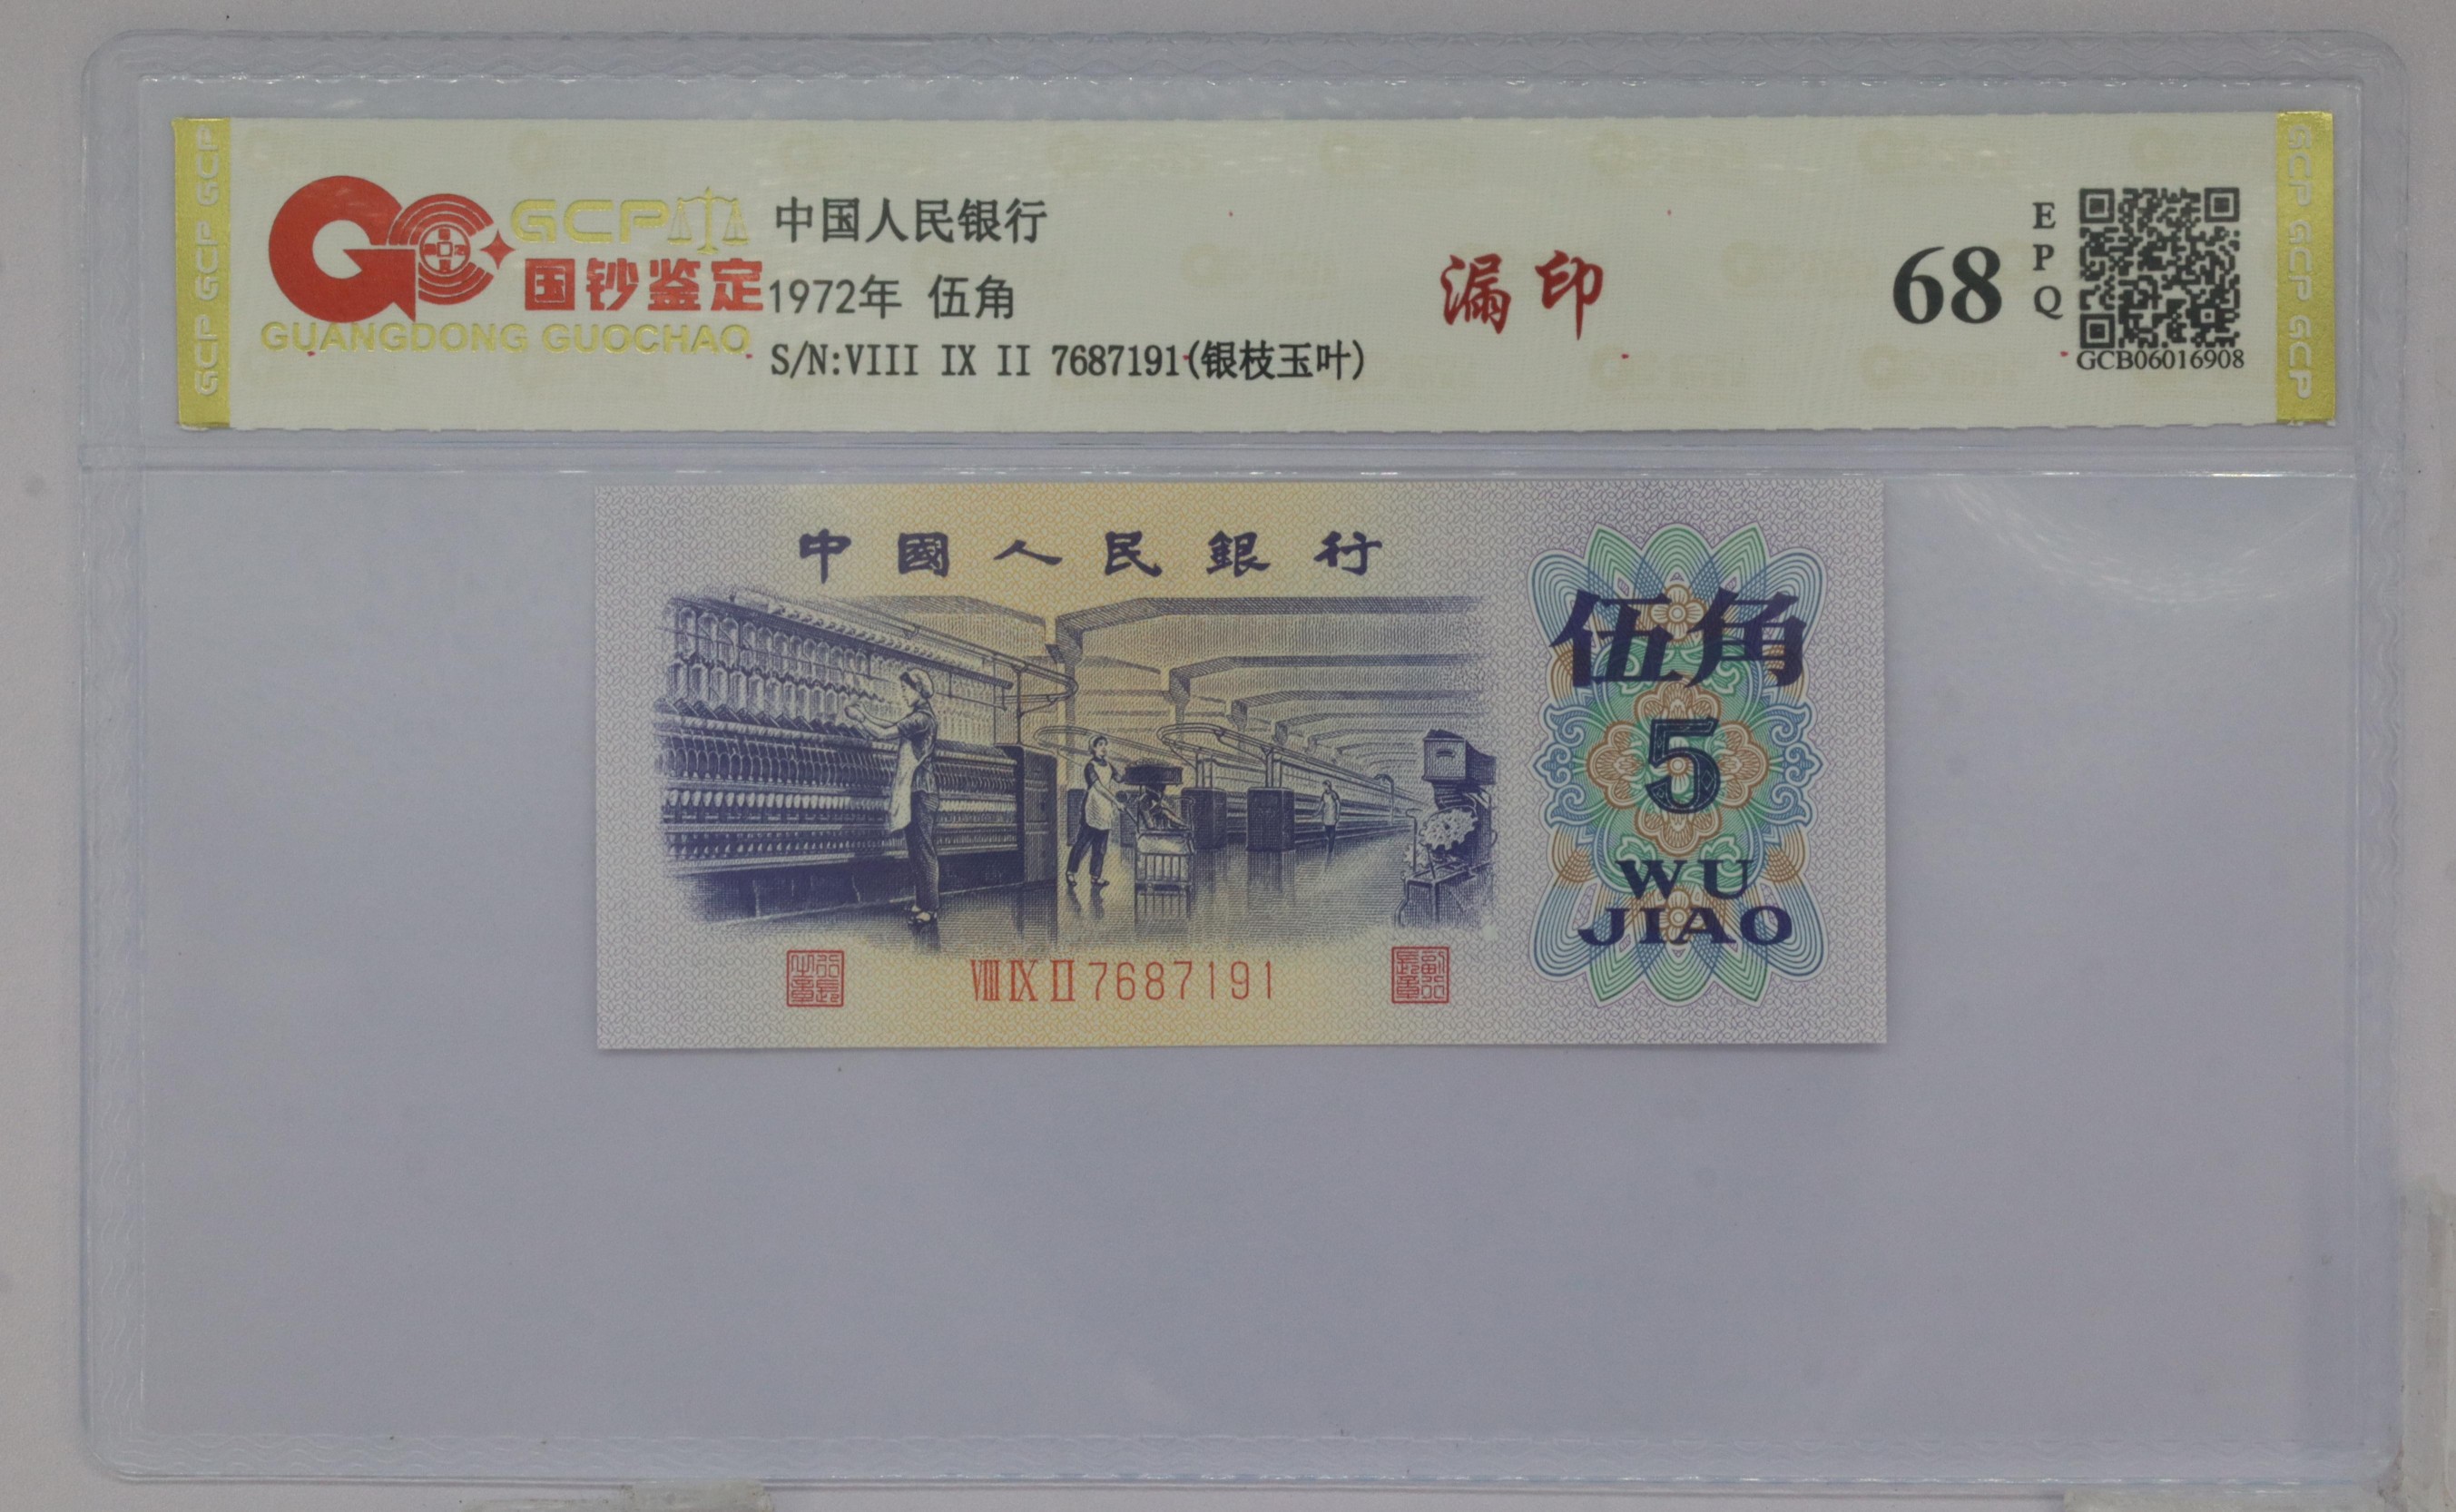 GCP GCP GCP
GCP
国钞鉴定
GUANGDONG GUOCHAO
中国人民银行
1972年 伍角
S/N:VIII IX II 7687191(银枝玉叶)
漏印
68
EPQ
GCB06016908
GCP GCP GCP
中國人民銀行
伍角
5
WU
JIAO
VIII IX II 7687191